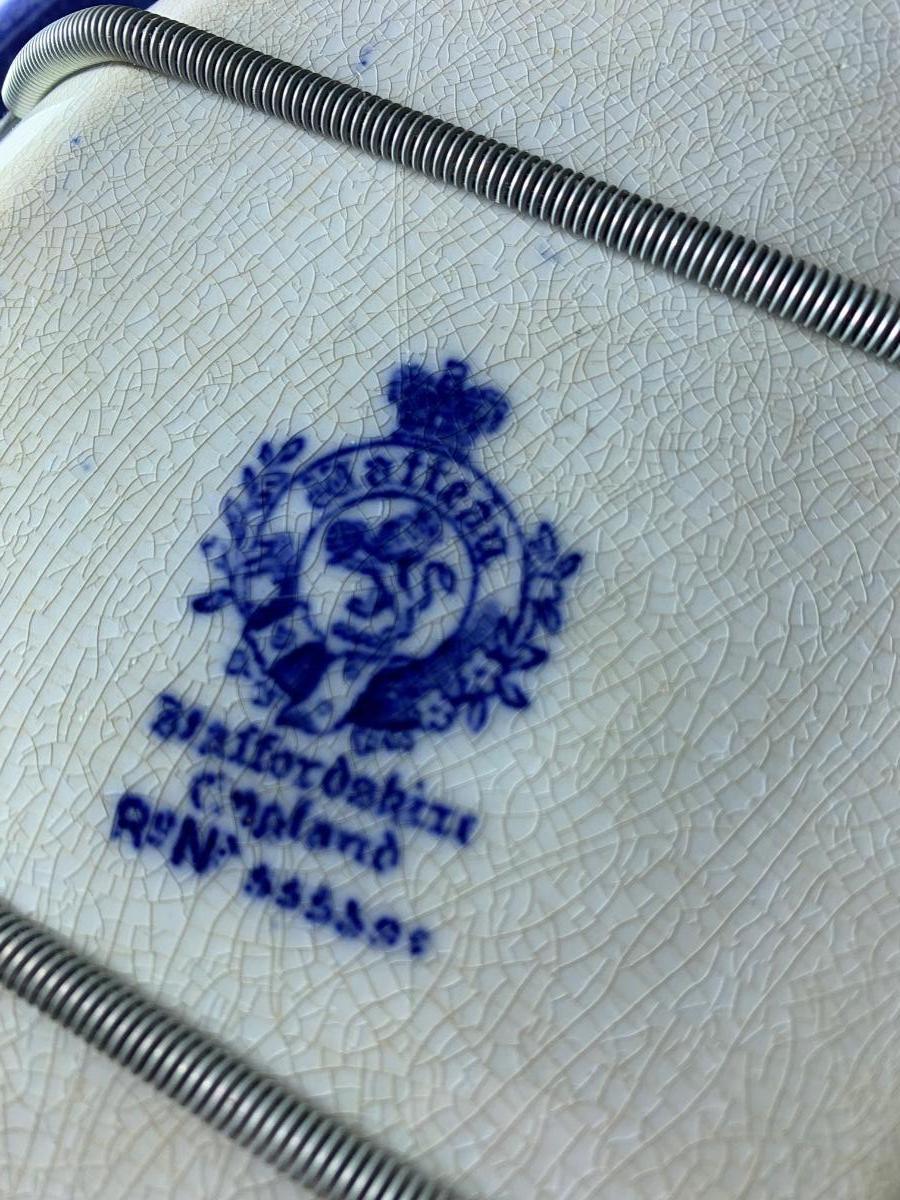 Watteau
Staffordshire
England
Rᵈ Nº